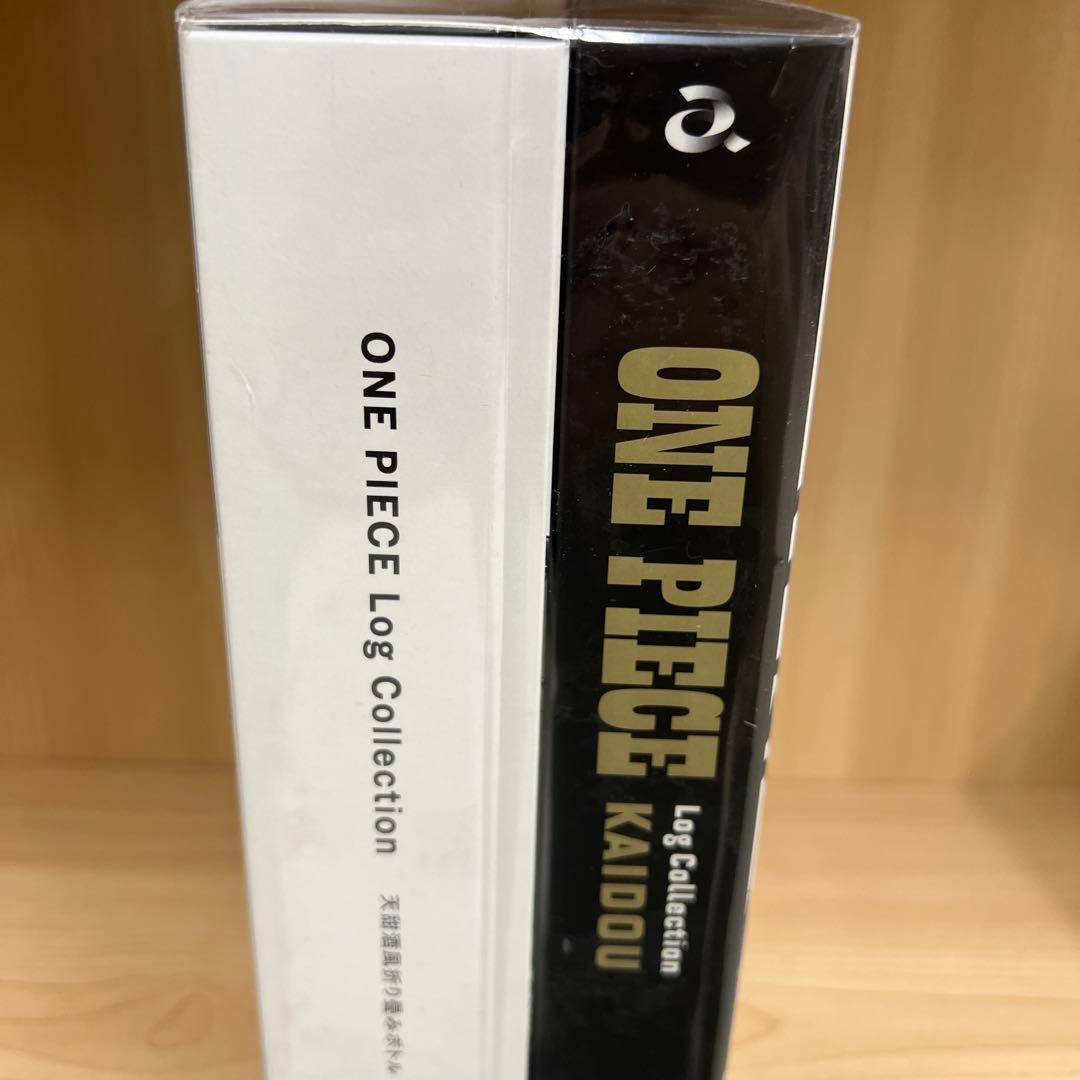 ONE PIECE Log Collection 天甜酒風折り畳みボトル
ONE PIECE
Log Collection
KAIDOU